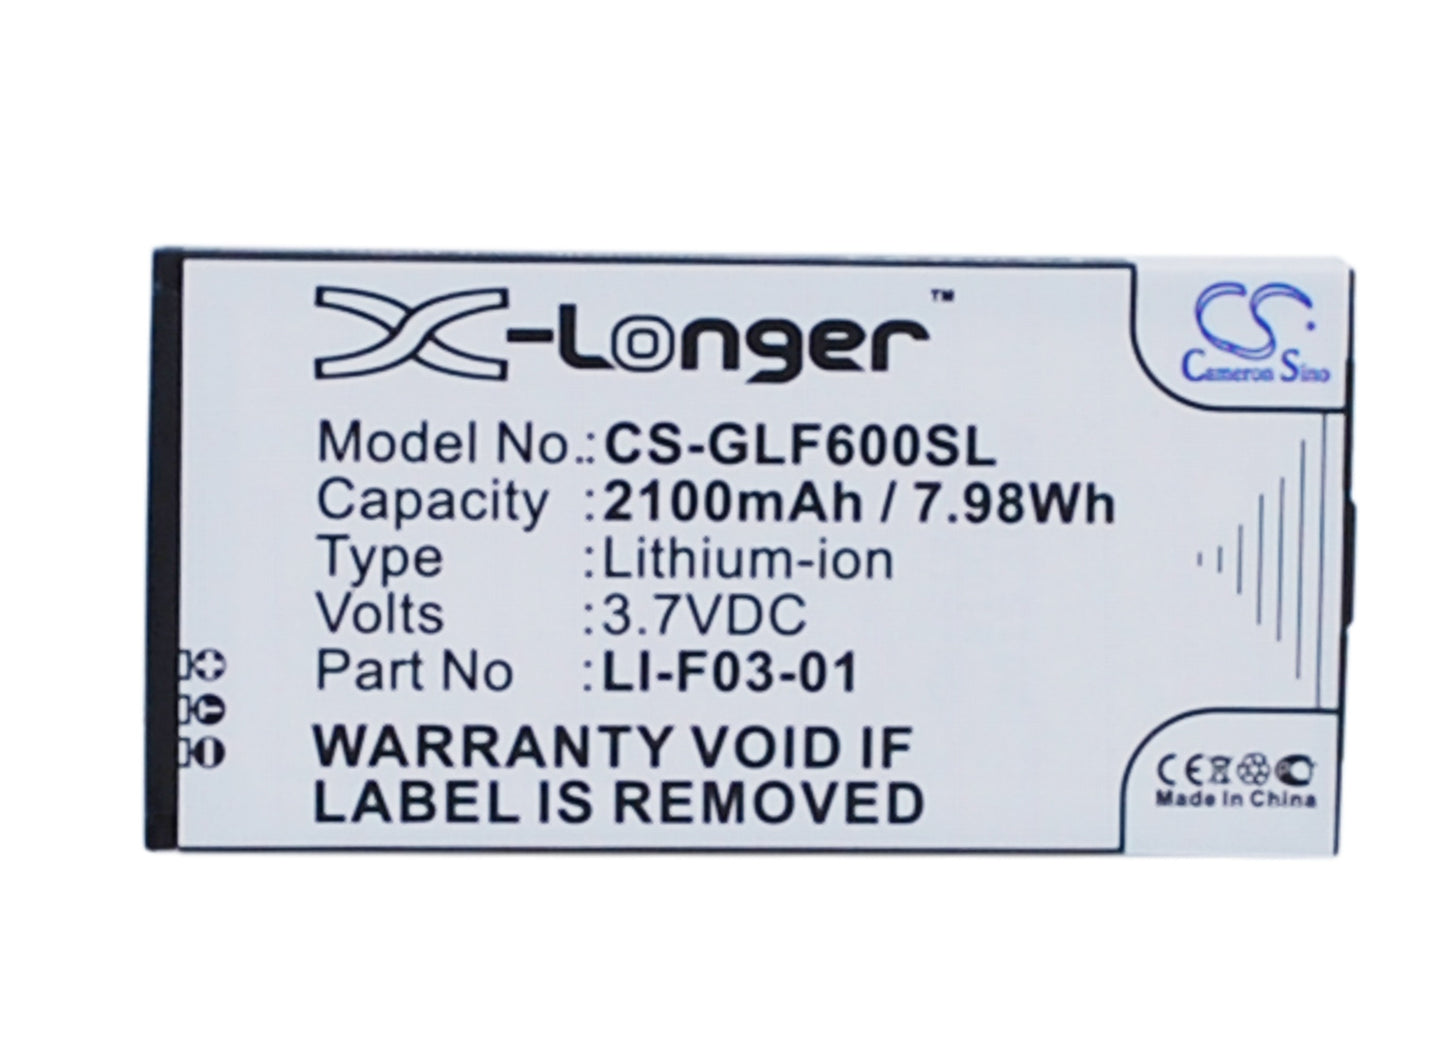 X-Longer™
CS
Cameron Sino
Model No.: CS-GLF600SL
Capacity : 2100mAh / 7.98Wh
Type : Lithium-ion
Volts : 3.7VDC
Part No : LI-F03-01
WARRANTY VOID IF
LABEL IS REMOVED
CE
Made In China